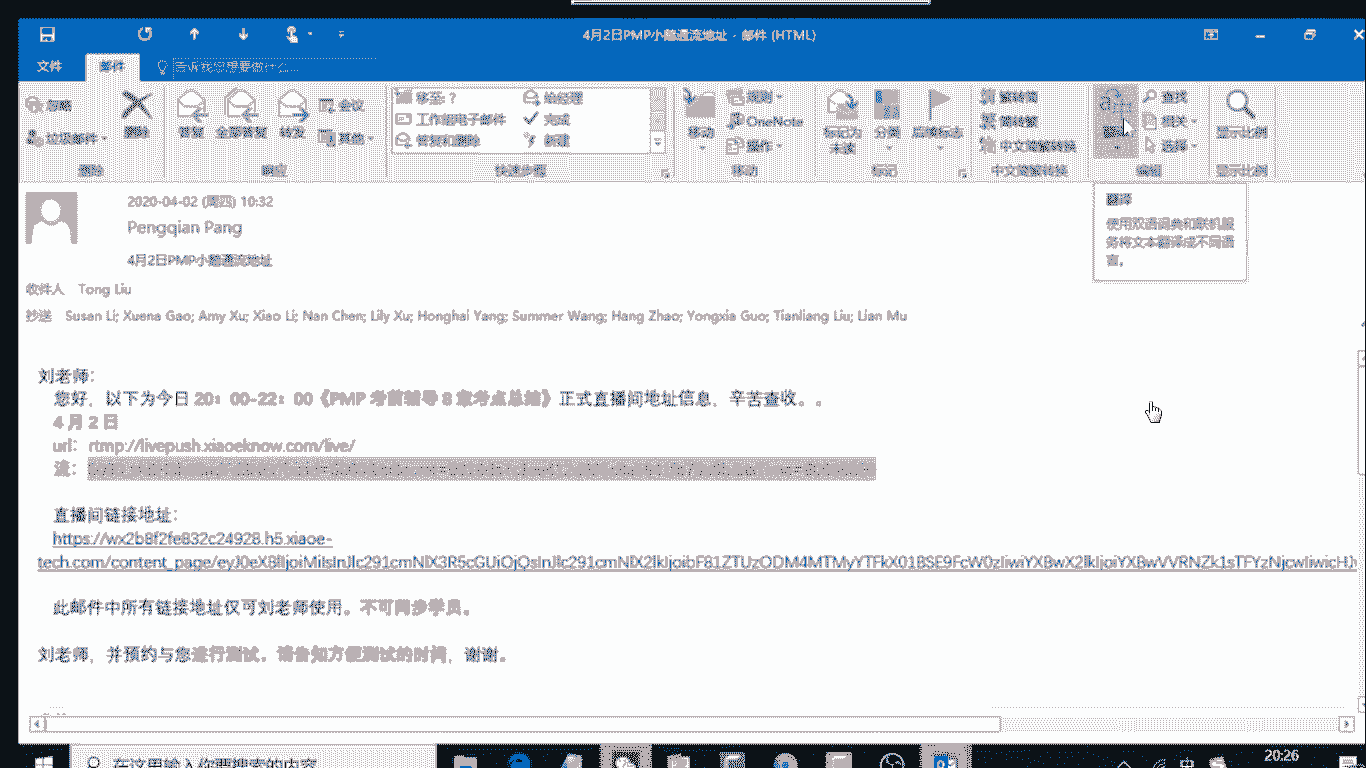 4月2日PMP小鹅通流地址 - 邮件 (HTML)
文件 邮件 告诉我您想要做什么...
忽略
垃圾邮件
删除
答复 全部答复 转发
会议
其他
移至: ?
工作组电子邮件
答复和删除
给经理
完成
新建
移动
规则
OneNote
操作
标记为
未读
分类 后续标志
繁转简
简转繁
中文简繁转换
翻译
查找
相关
选择
显示比例
删除 响应 快速步骤 移动 标记 中文简繁转换 编辑 显示比例
翻译
使用双语词典和联机服
务将文本翻译成不同语
言。
2020-04-02 (周四) 10:32
Pengqian Pang
4月2日PMP小鹅通流地址
收件人 Tong Liu
抄送 Susan Li; Xuena Gao; Amy Xu; Xiao Li; Nan Chen; Lily Xu; Honghai Yang; Summer Wang; Hang Zhao; Yongxia Guo; Tianliang Liu; Lian Mu
刘老师:
您好，以下为今日 20：00-22：00《PMP 考前辅导 8 章考点总结》正式直播间地址信息，辛苦查收。。
4 月 2 日
url: rtmp://livepush.xiaoeknow.com/live/
流:
直播间链接地址:
https://wx2b8f2fe832c24928.h5.xiaoe-
此邮件中所有链接地址仅可刘老师使用。不可同步学员。
刘老师，并预约与您进行测试。请告知方便测试的时间，谢谢。
在这里输入你要搜索的内容
中
20:26